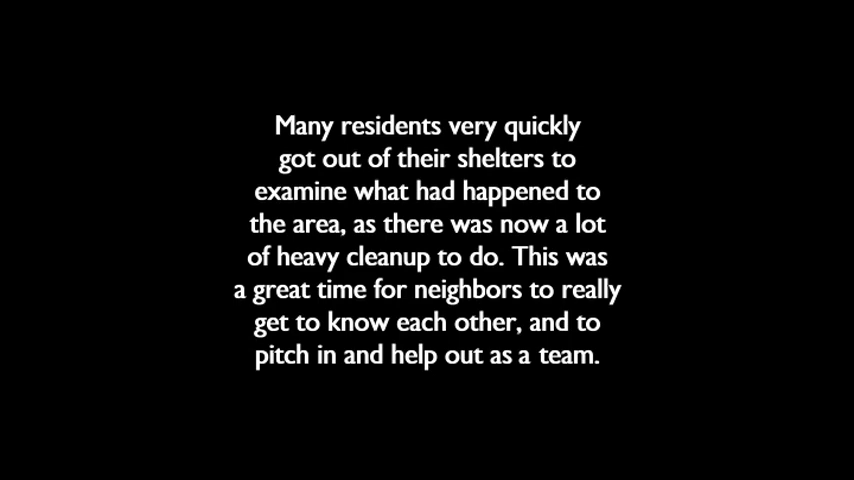 Many residents very quickly
got out of their shelters to
examine what had happened to
the area, as there was now a lot
of heavy cleanup to do. This was
a great time for neighbors to really
get to know each other, and to
pitch in and help out as a team.